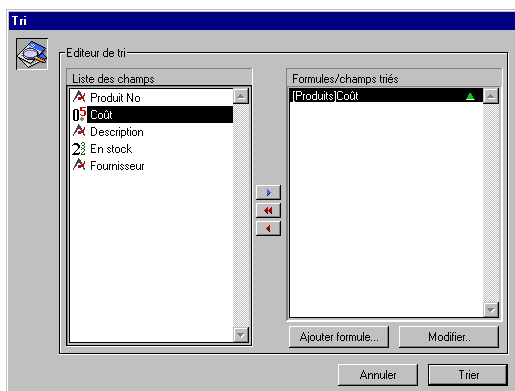 Tri
Editeur de tri
Liste des champs
Produit No
Coût
Description
En stock
Fournisseur
Formules/champs triés
[Produits]Coût
Ajouter formule...
Modifier..
Annuler
Trier